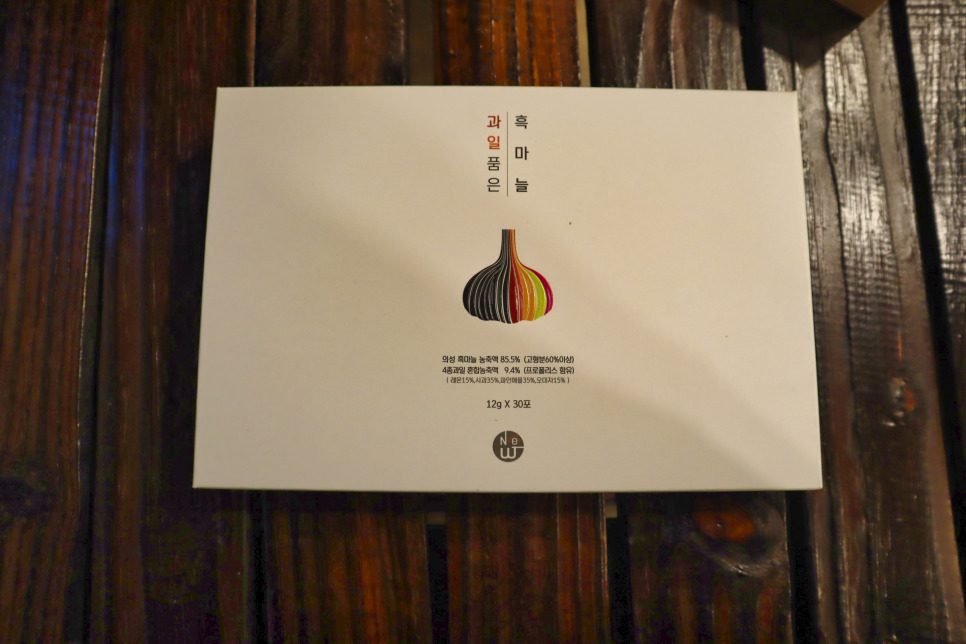 과일품은
흑마늘
의성 흑마늘 농축액 85.5% (고형분60%이상)
4종과일 혼합농축액 9.4% (프로폴리스 함유)
( 레몬15%,사과35%,파인애플35%,오미자15% )
12g X 30포
N B W